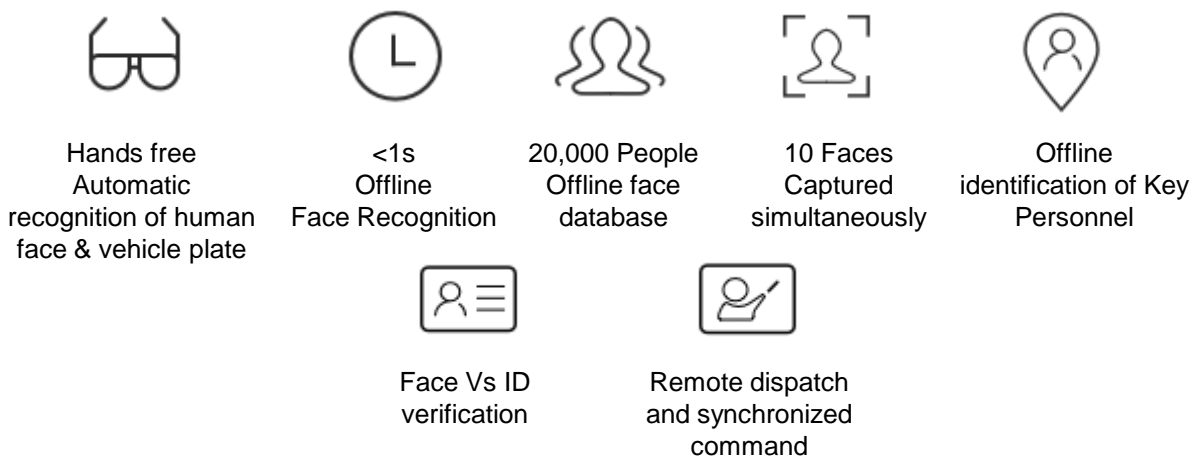 Hands free
Automatic
recognition of human
face & vehicle plate
<1s
Offline
Face Recognition
20,000 People
Offline face
database
10 Faces
Captured
simultaneously
Offline
identification of Key
Personnel
Face Vs ID
verification
Remote dispatch
and synchronized
command